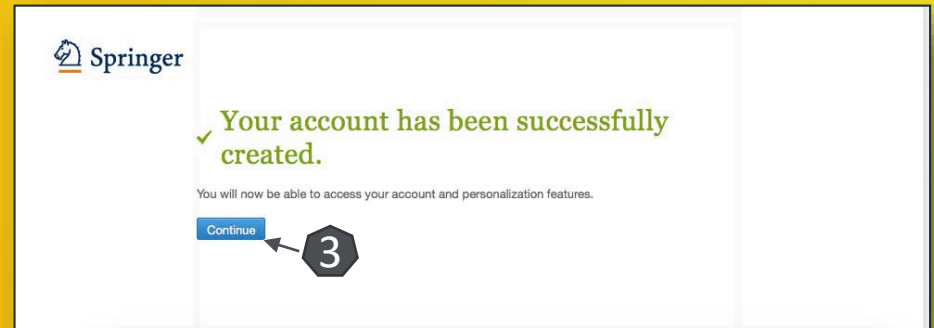 Springer
Your account has been successfully
created.
You will now be able to access your account and personalization features.
Continue
3